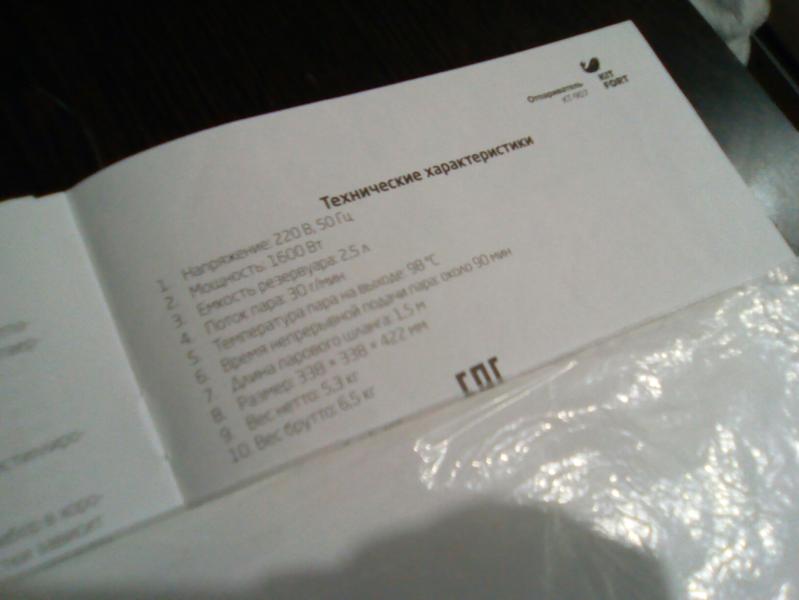 Отпариватель
КТ-907
KIT
FORT
Технические характеристики
1. Напряжение: 220 В, 50 Гц
2. Мощность: 1600 Вт
3. Емкость резервуара: 2,5 л
4. Поток пара: 30 г/мин
5. Температура пара на выходе: 98 °C
6. Время непрерывной подачи пара: около 90 мин
7. Длина парового шланга: 1,5 м
8. Размер: 338 × 338 × 422 мм
9. Вес нетто: 5,3 кг
10. Вес брутто: 6,5 кг